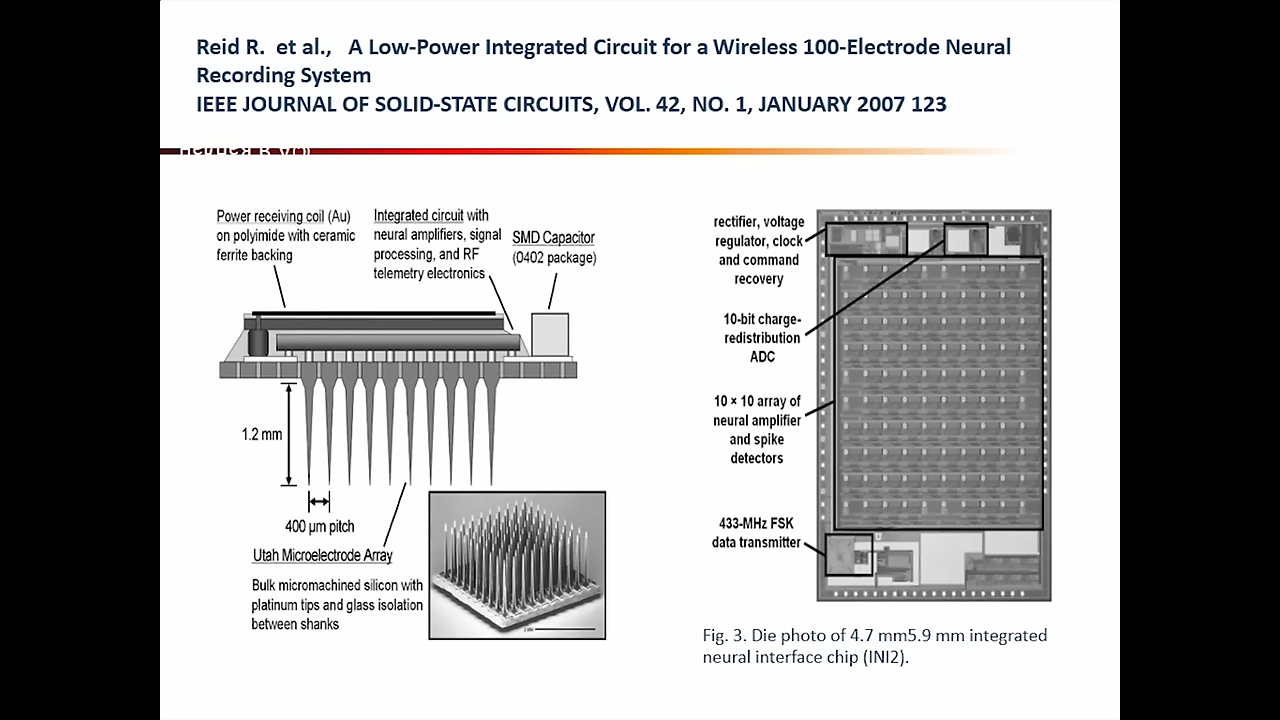 Reid R. et al., A Low-Power Integrated Circuit for a Wireless 100-Electrode Neural
Recording System
IEEE JOURNAL OF SOLID-STATE CIRCUITS, VOL. 42, NO. 1, JANUARY 2007 123
Power receiving coil (Au)
on polyimide with ceramic
ferrite backing
Integrated circuit with
neural amplifiers, signal
processing, and RF
telemetry electronics
SMD Capacitor
(0402 package)
1.2 mm
400 µm pitch
Utah Microelectrode Array
Bulk micromachined silicon with
platinum tips and glass isolation
between shanks
rectifier, voltage
regulator, clock
and command
recovery
10-bit charge-
redistribution
ADC
10 × 10 array of
neural amplifier
and spike
detectors
433-MHz FSK
data transmitter
Fig. 3. Die photo of 4.7 mm5.9 mm integrated
neural interface chip (INI2).